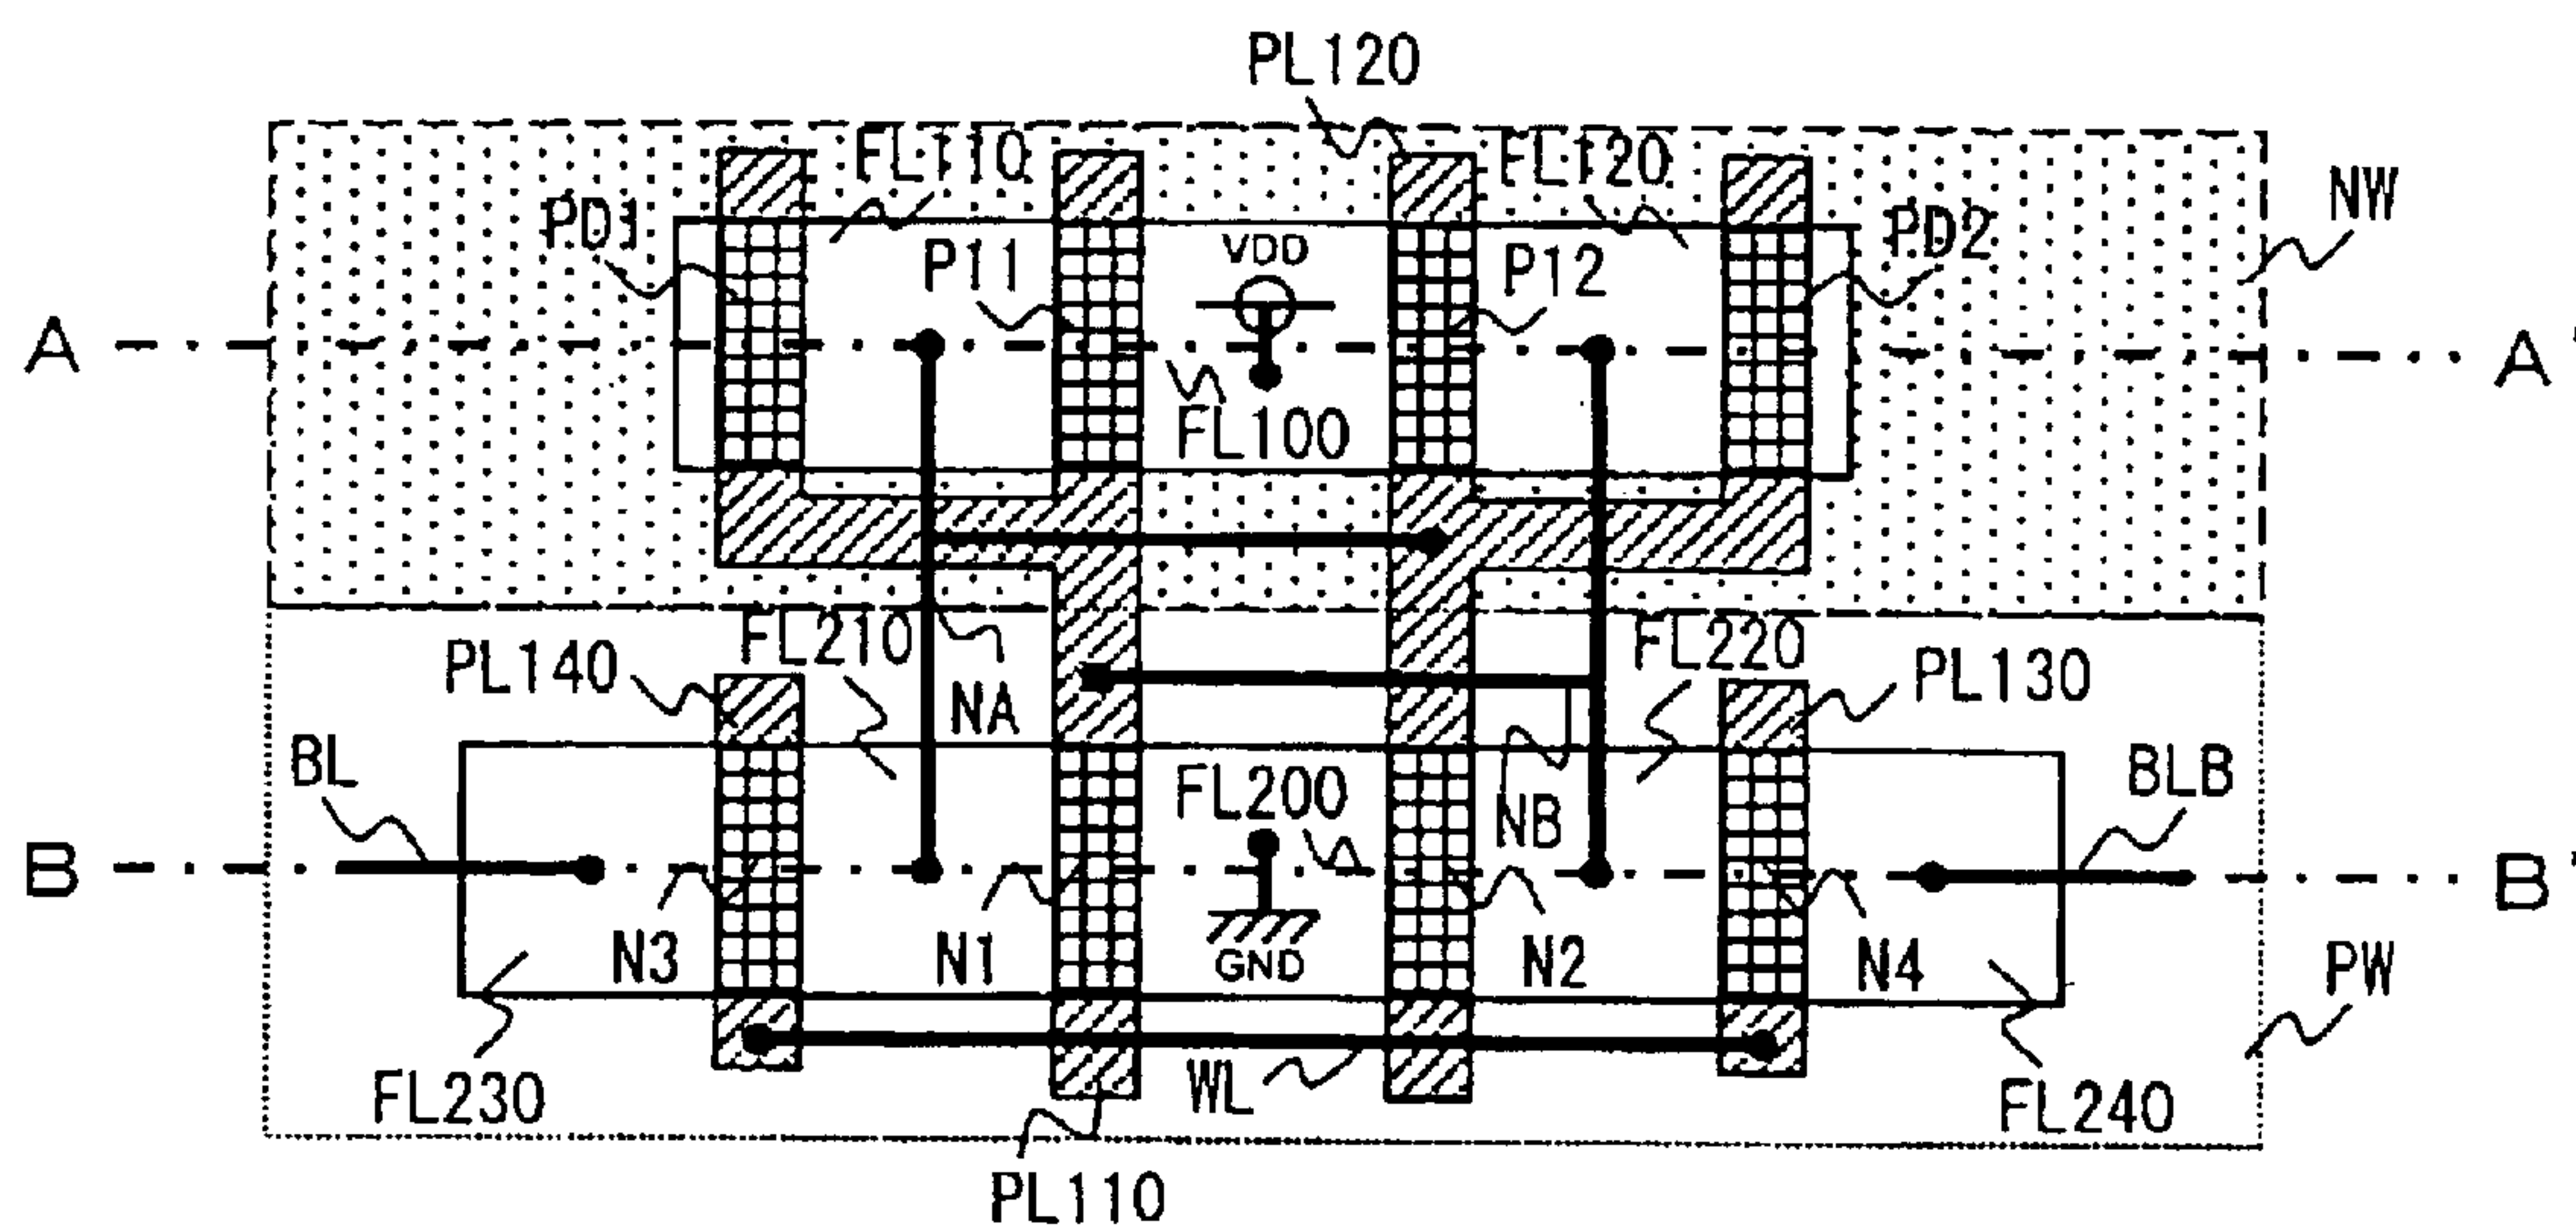 PL120
FL110
FL120
NW
PD1
PD2
P11
VDD
P12
A
A'
FL100
FL210
FL220
PL140
NA
PL130
BL
FL200
NB
BLB
B
B'
N3
N1
GND
N2
N4
PW
FL230
WL
FL240
PL110